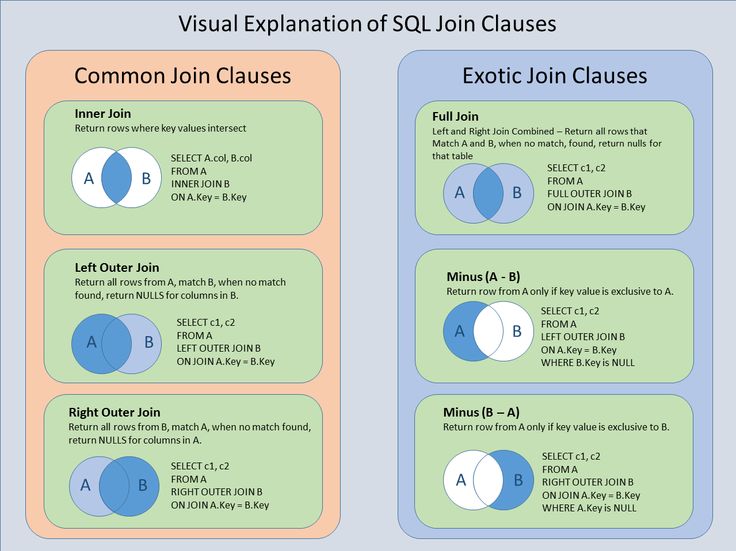 Visual Explanation of SQL Join Clauses
Common Join Clauses
Inner Join
Return rows where key values intersect
A
B
SELECT A.col, B.col
FROM A
INNER JOIN B
ON A.Key = B.Key
Left Outer Join
Return all rows from A, match B, when no match
found, return NULLS for columns in B.
A
B
SELECT c1, c2
FROM A
LEFT OUTER JOIN B
ON JOIN A.Key = B.Key
Right Outer Join
Return all rows from B, match A, when no match found,
return NULLS for columns in A.
A
B
SELECT c1, c2
FROM A
RIGHT OUTER JOIN B
ON JOIN A.Key = B.Key
Exotic Join Clauses
Full Join
Left and Right Join Combined – Return all rows that
Match A and B, when no match, found, return nulls for
that table
A
B
SELECT c1, c2
FROM A
FULL OUTER JOIN B
ON JOIN A.Key = B.Key
Minus (A - B)
Return row from A only if key value is exclusive to A.
A
B
SELECT c1, c2
FROM A
LEFT OUTER JOIN B
ON A.Key = B.Key
WHERE B.Key is NULL
Minus (B – A)
Return row from A only if key value is exclusive to B.
A
B
SELECT c1, c2
FROM A
RIGHT OUTER JOIN B
ON JOIN A.Key = B.Key
WHERE A.Key is NULL